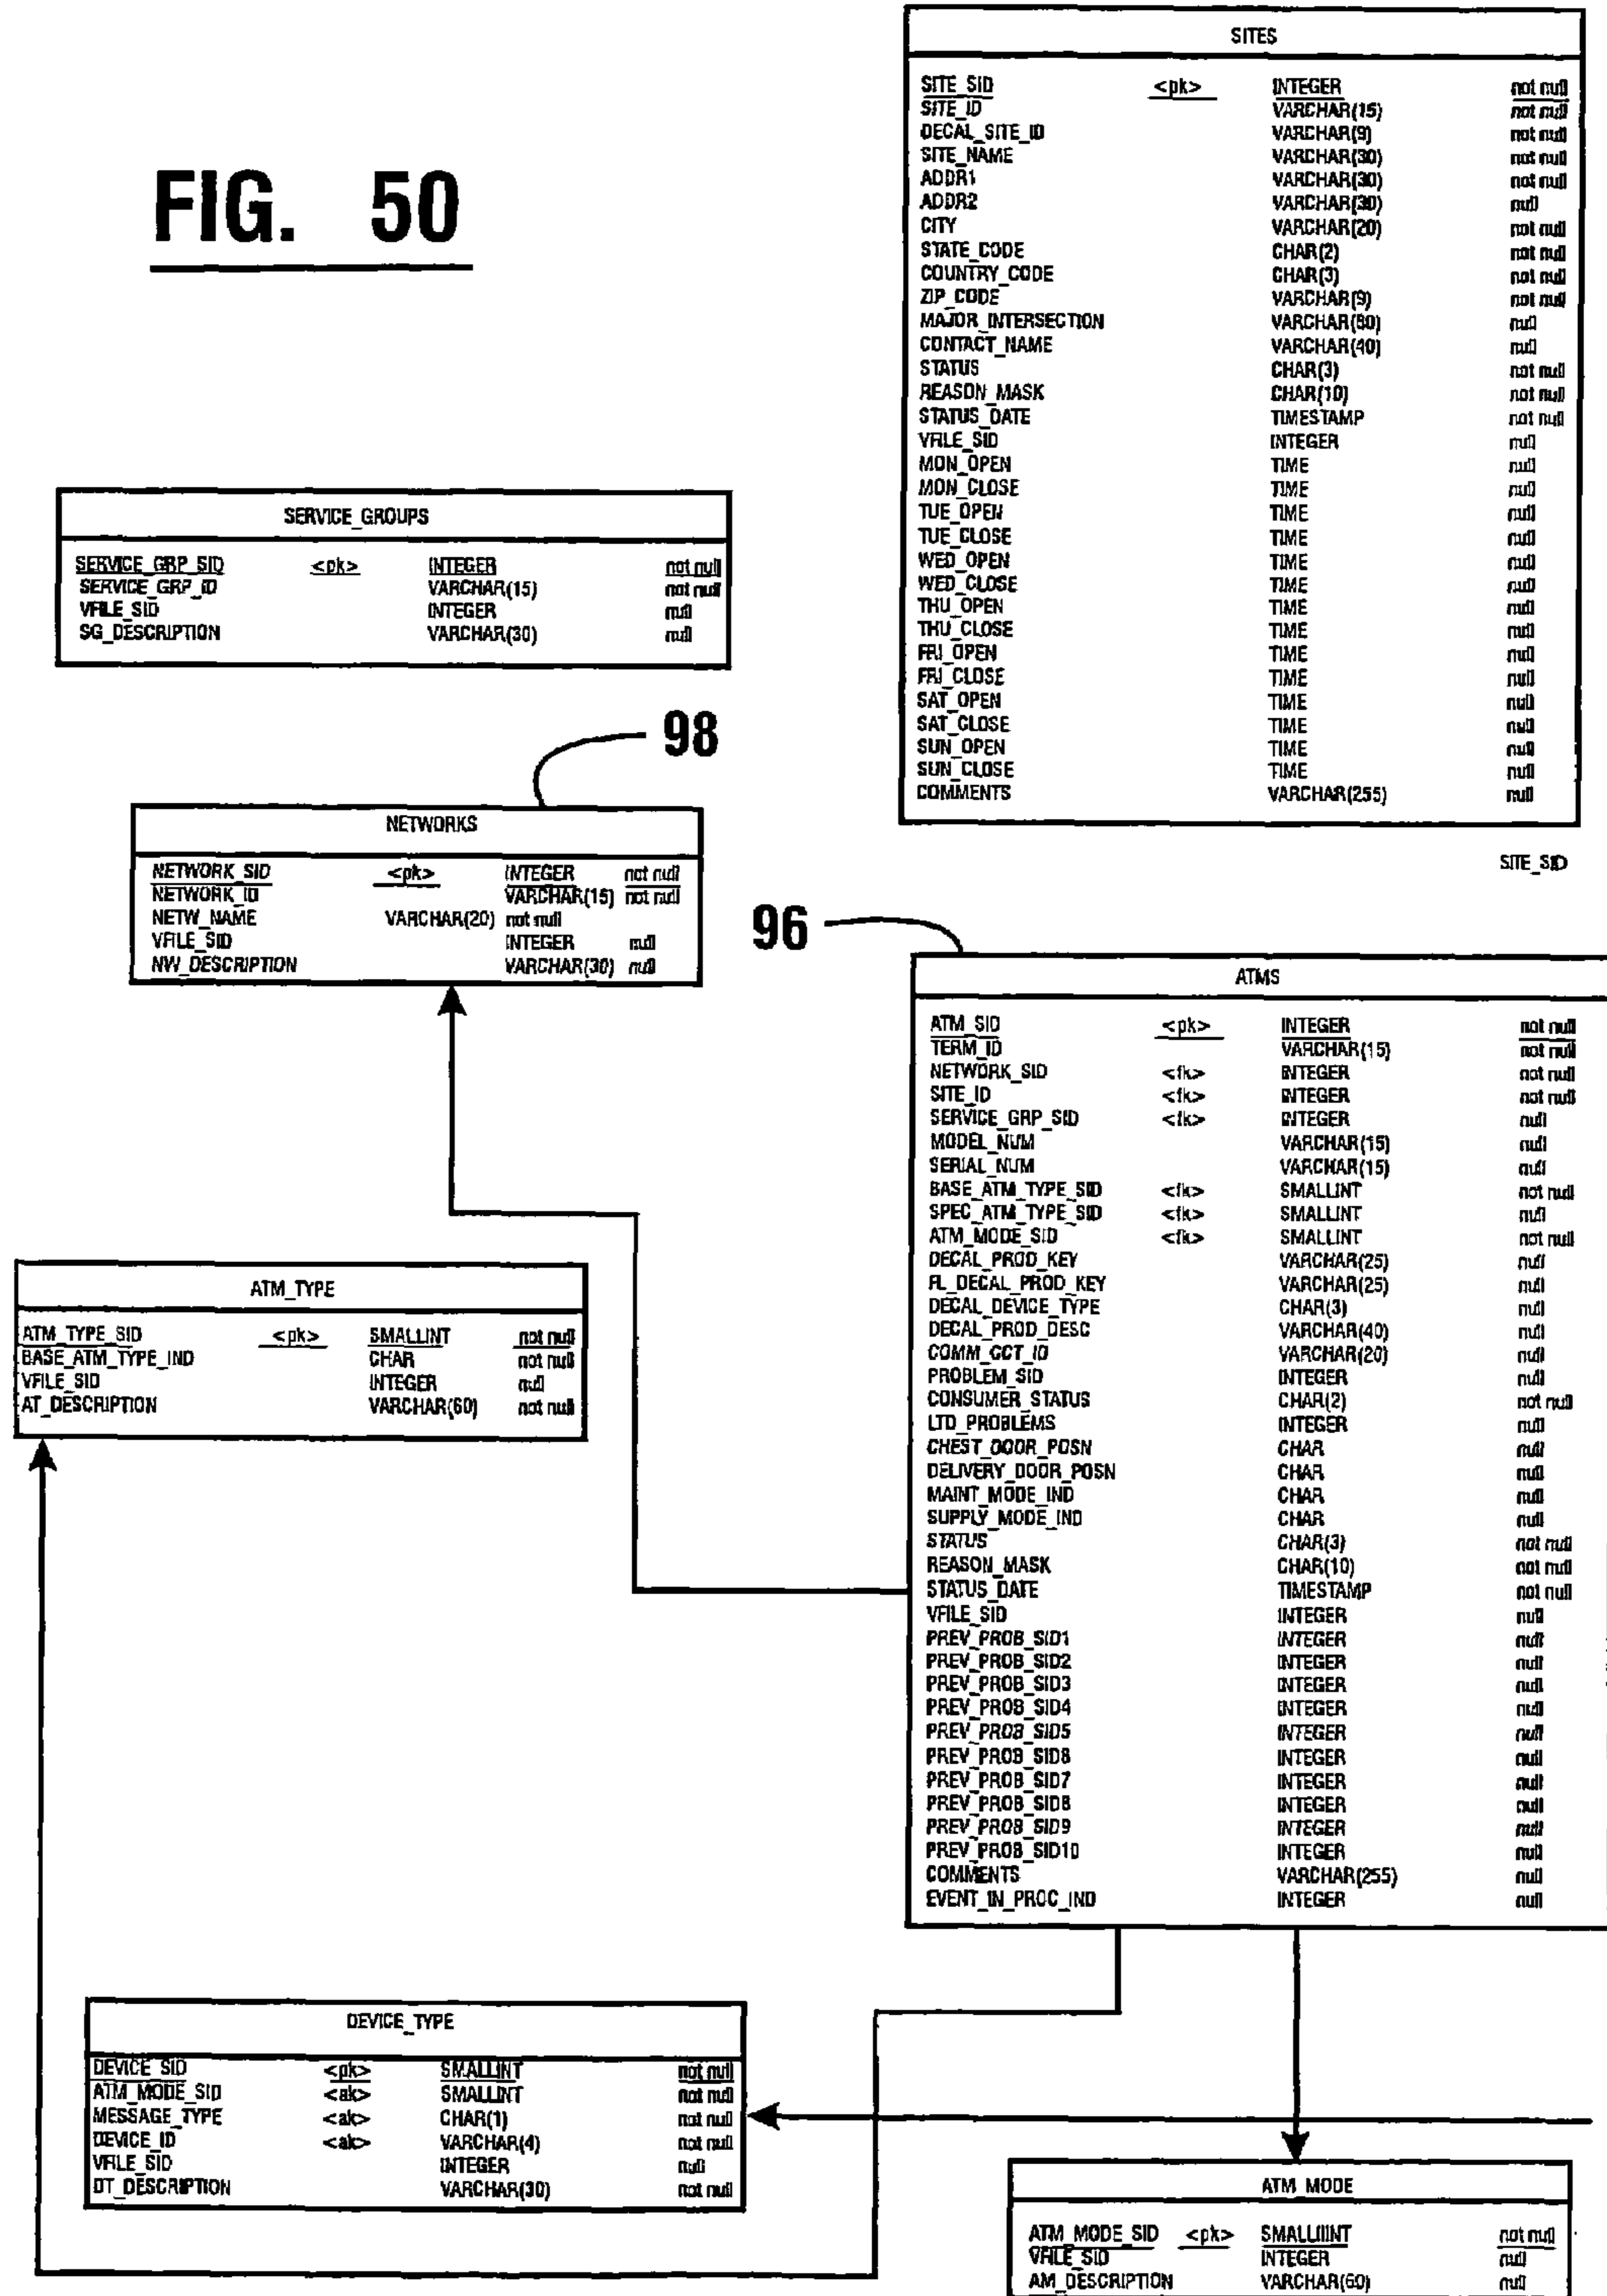 FIG. 50
SITES
SITE_SID <pk> INTEGER not null
SITE_ID VARCHAR(15) not null
DECAL_SITE_ID VARCHAR(9) not null
SITE_NAME VARCHAR(30) not null
ADDR1 VARCHAR(30) not null
ADDR2 VARCHAR(30) null
CITY VARCHAR(20) not null
STATE_CODE CHAR(2) not null
COUNTRY_CODE CHAR(3) not null
ZIP_CODE VARCHAR(9) not null
MAJOR_INTERSECTION VARCHAR(80) null
CONTACT_NAME VARCHAR(40) null
STATUS CHAR(3) not null
REASON_MASK CHAR(10) not null
STATUS_DATE TIMESTAMP not null
VFILE_SID INTEGER null
MON_OPEN TIME null
MON_CLOSE TIME null
TUE_OPEN TIME null
TUE_CLOSE TIME null
WED_OPEN TIME null
WED_CLOSE TIME null
THU_OPEN TIME null
THU_CLOSE TIME null
FRI_OPEN TIME null
FRI_CLOSE TIME null
SAT_OPEN TIME null
SAT_CLOSE TIME null
SUN_OPEN TIME null
SUN_CLOSE TIME null
COMMENTS VARCHAR(255) null
SITE_SID
SERVICE_GROUPS
SERVICE_GRP_SID <pk> INTEGER not null
SERVICE_GRP_ID VARCHAR(15) not null
VFILE_SID INTEGER null
SG_DESCRIPTION VARCHAR(30) null
98
NETWORKS
NETWORK_SID <pk> INTEGER not null
NETWORK_ID VARCHAR(15) not null
NETW_NAME VARCHAR(20) not null
VFILE_SID INTEGER null
NW_DESCRIPTION VARCHAR(30) null
96
ATMS
ATM_SID <pk> INTEGER not null
TERM_ID VARCHAR(15) not null
NETWORK_SID <fk> INTEGER not null
SITE_ID <fk> INTEGER not null
SERVICE_GRP_SID <fk> INTEGER null
MODEL_NUM VARCHAR(15) null
SERIAL_NUM VARCHAR(15) null
BASE_ATM_TYPE_SID <fk> SMALLINT not null
SPEC_ATM_TYPE_SID <fk> SMALLINT null
ATM_MODE_SID <fk> SMALLINT not null
DECAL_PROD_KEY VARCHAR(25) null
FL_DECAL_PROD_KEY VARCHAR(25) null
DECAL_DEVICE_TYPE CHAR(3) null
DECAL_PROD_DESC VARCHAR(40) null
COMM_CCT_ID VARCHAR(20) null
PROBLEM_SID INTEGER null
CONSUMER_STATUS CHAR(2) not null
LTD_PROBLEMS INTEGER null
CHEST_DOOR_POSN CHAR null
DELIVERY_DOOR_POSN CHAR null
MAINT_MODE_IND CHAR null
SUPPLY_MODE_IND CHAR null
STATUS CHAR(3) not null
REASON_MASK CHAR(10) not null
STATUS_DATE TIMESTAMP not null
VFILE_SID INTEGER null
PREV_PROB_SID1 INTEGER null
PREV_PROB_SID2 INTEGER null
PREV_PROB_SID3 INTEGER null
PREV_PROB_SID4 INTEGER null
PREV_PROB_SID5 INTEGER null
PREV_PROB_SID6 INTEGER null
PREV_PROB_SID7 INTEGER null
PREV_PROB_SID8 INTEGER null
PREV_PROB_SID9 INTEGER null
PREV_PROB_SID10 INTEGER null
COMMENTS VARCHAR(255) null
EVENT_IN_PROC_IND INTEGER null
ATM_TYPE
ATM_TYPE_SID <pk> SMALLINT not null
BASE_ATM_TYPE_IND CHAR not null
VFILE_SID INTEGER null
AT_DESCRIPTION VARCHAR(60) not null
DEVICE_TYPE
DEVICE_SID <pk> SMALLINT not null
ATM_MODE_SID <ak> SMALLINT not null
MESSAGE_TYPE <ak> CHAR(1) not null
DEVICE_ID <ak> VARCHAR(4) not null
VFILE_SID INTEGER null
DT_DESCRIPTION VARCHAR(30) not null
ATM_MODE
ATM_MODE_SID <pk> SMALLIIINT not null
VFILE_SID INTEGER null
AM_DESCRIPTION VARCHAR(60) null